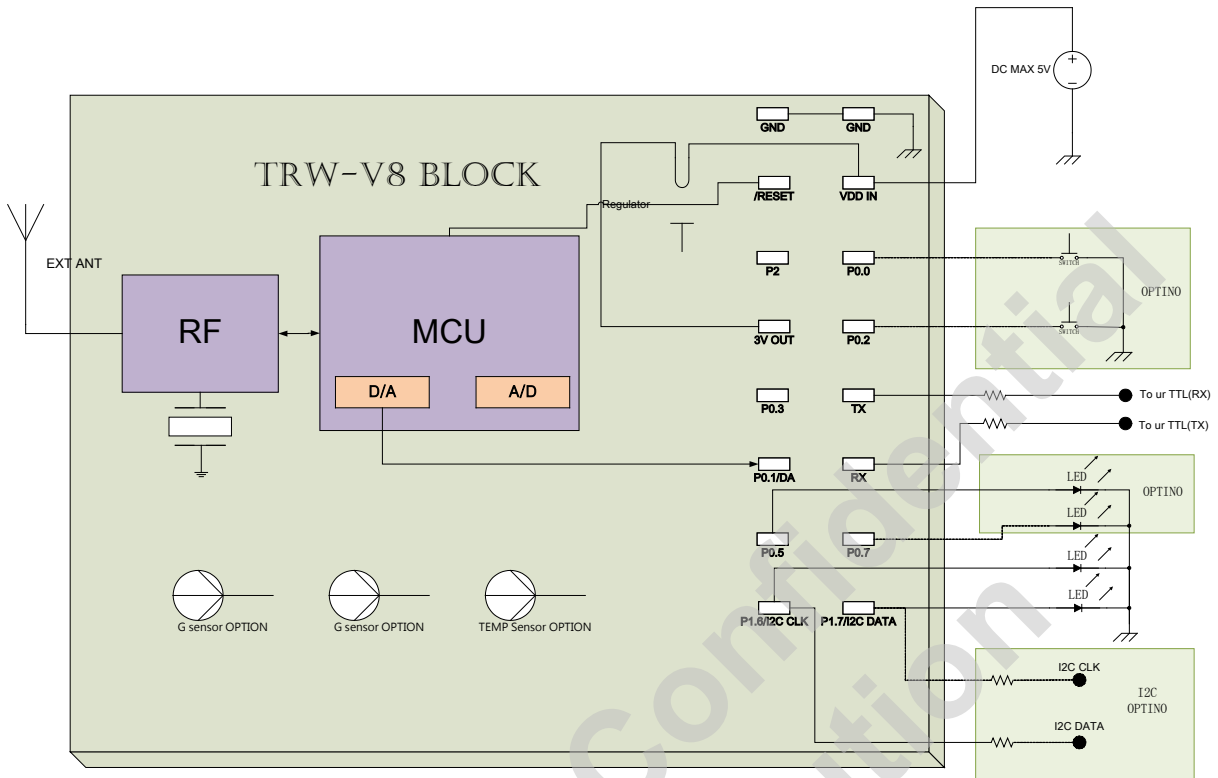 DC MAX 5V
+
−
GND
GND
TRW-V8 BLOCK
/RESET
VDD IN
Regulator
EXT ANT
P2
P0.0
SWITCH
OPTINO
RF
MCU
3V OUT
P0.2
SWITCH
D/A
A/D
P0.3
TX
To ur TTL(RX)
To ur TTL(TX)
P0.1/DA
RX
LED
OPTINO
LED
P0.5
P0.7
LED
LED
G sensor OPTION
G sensor OPTION
TEMP Sensor OPTION
P1.6/I2C CLK
P1.7/I2C DATA
I2C CLK
I2C
OPTINO
I2C DATA
Confidential